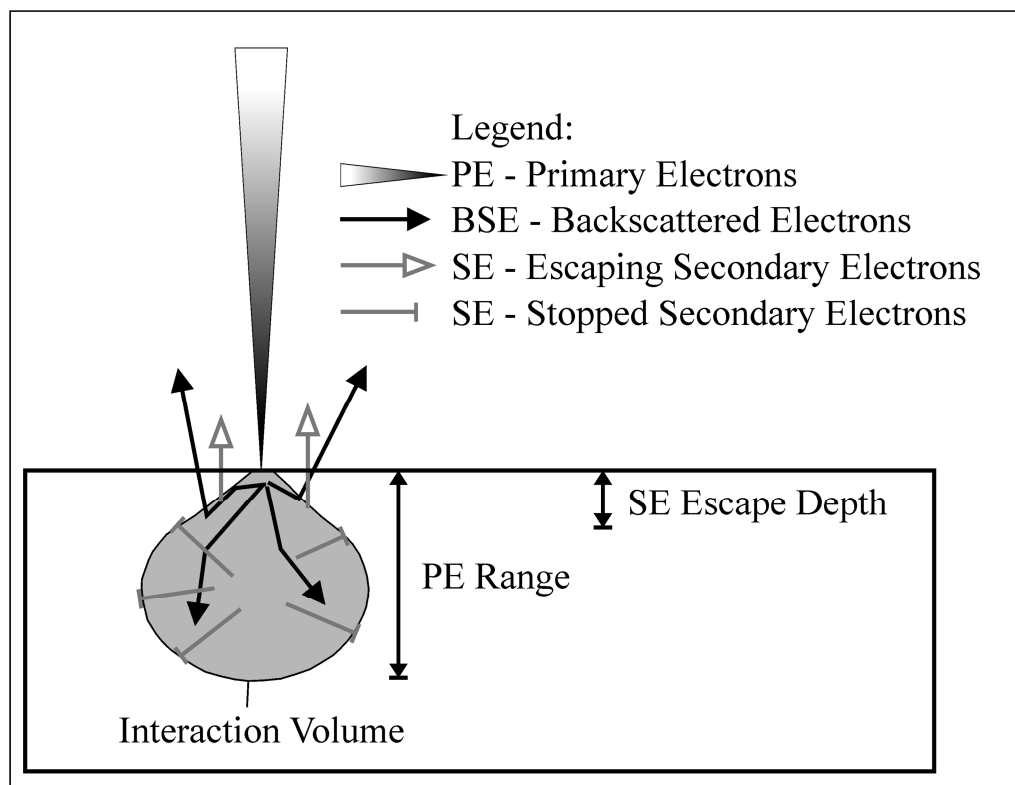 Legend:
PE - Primary Electrons
BSE - Backscattered Electrons
SE - Escaping Secondary Electrons
SE - Stopped Secondary Electrons
SE Escape Depth
PE Range
Interaction Volume